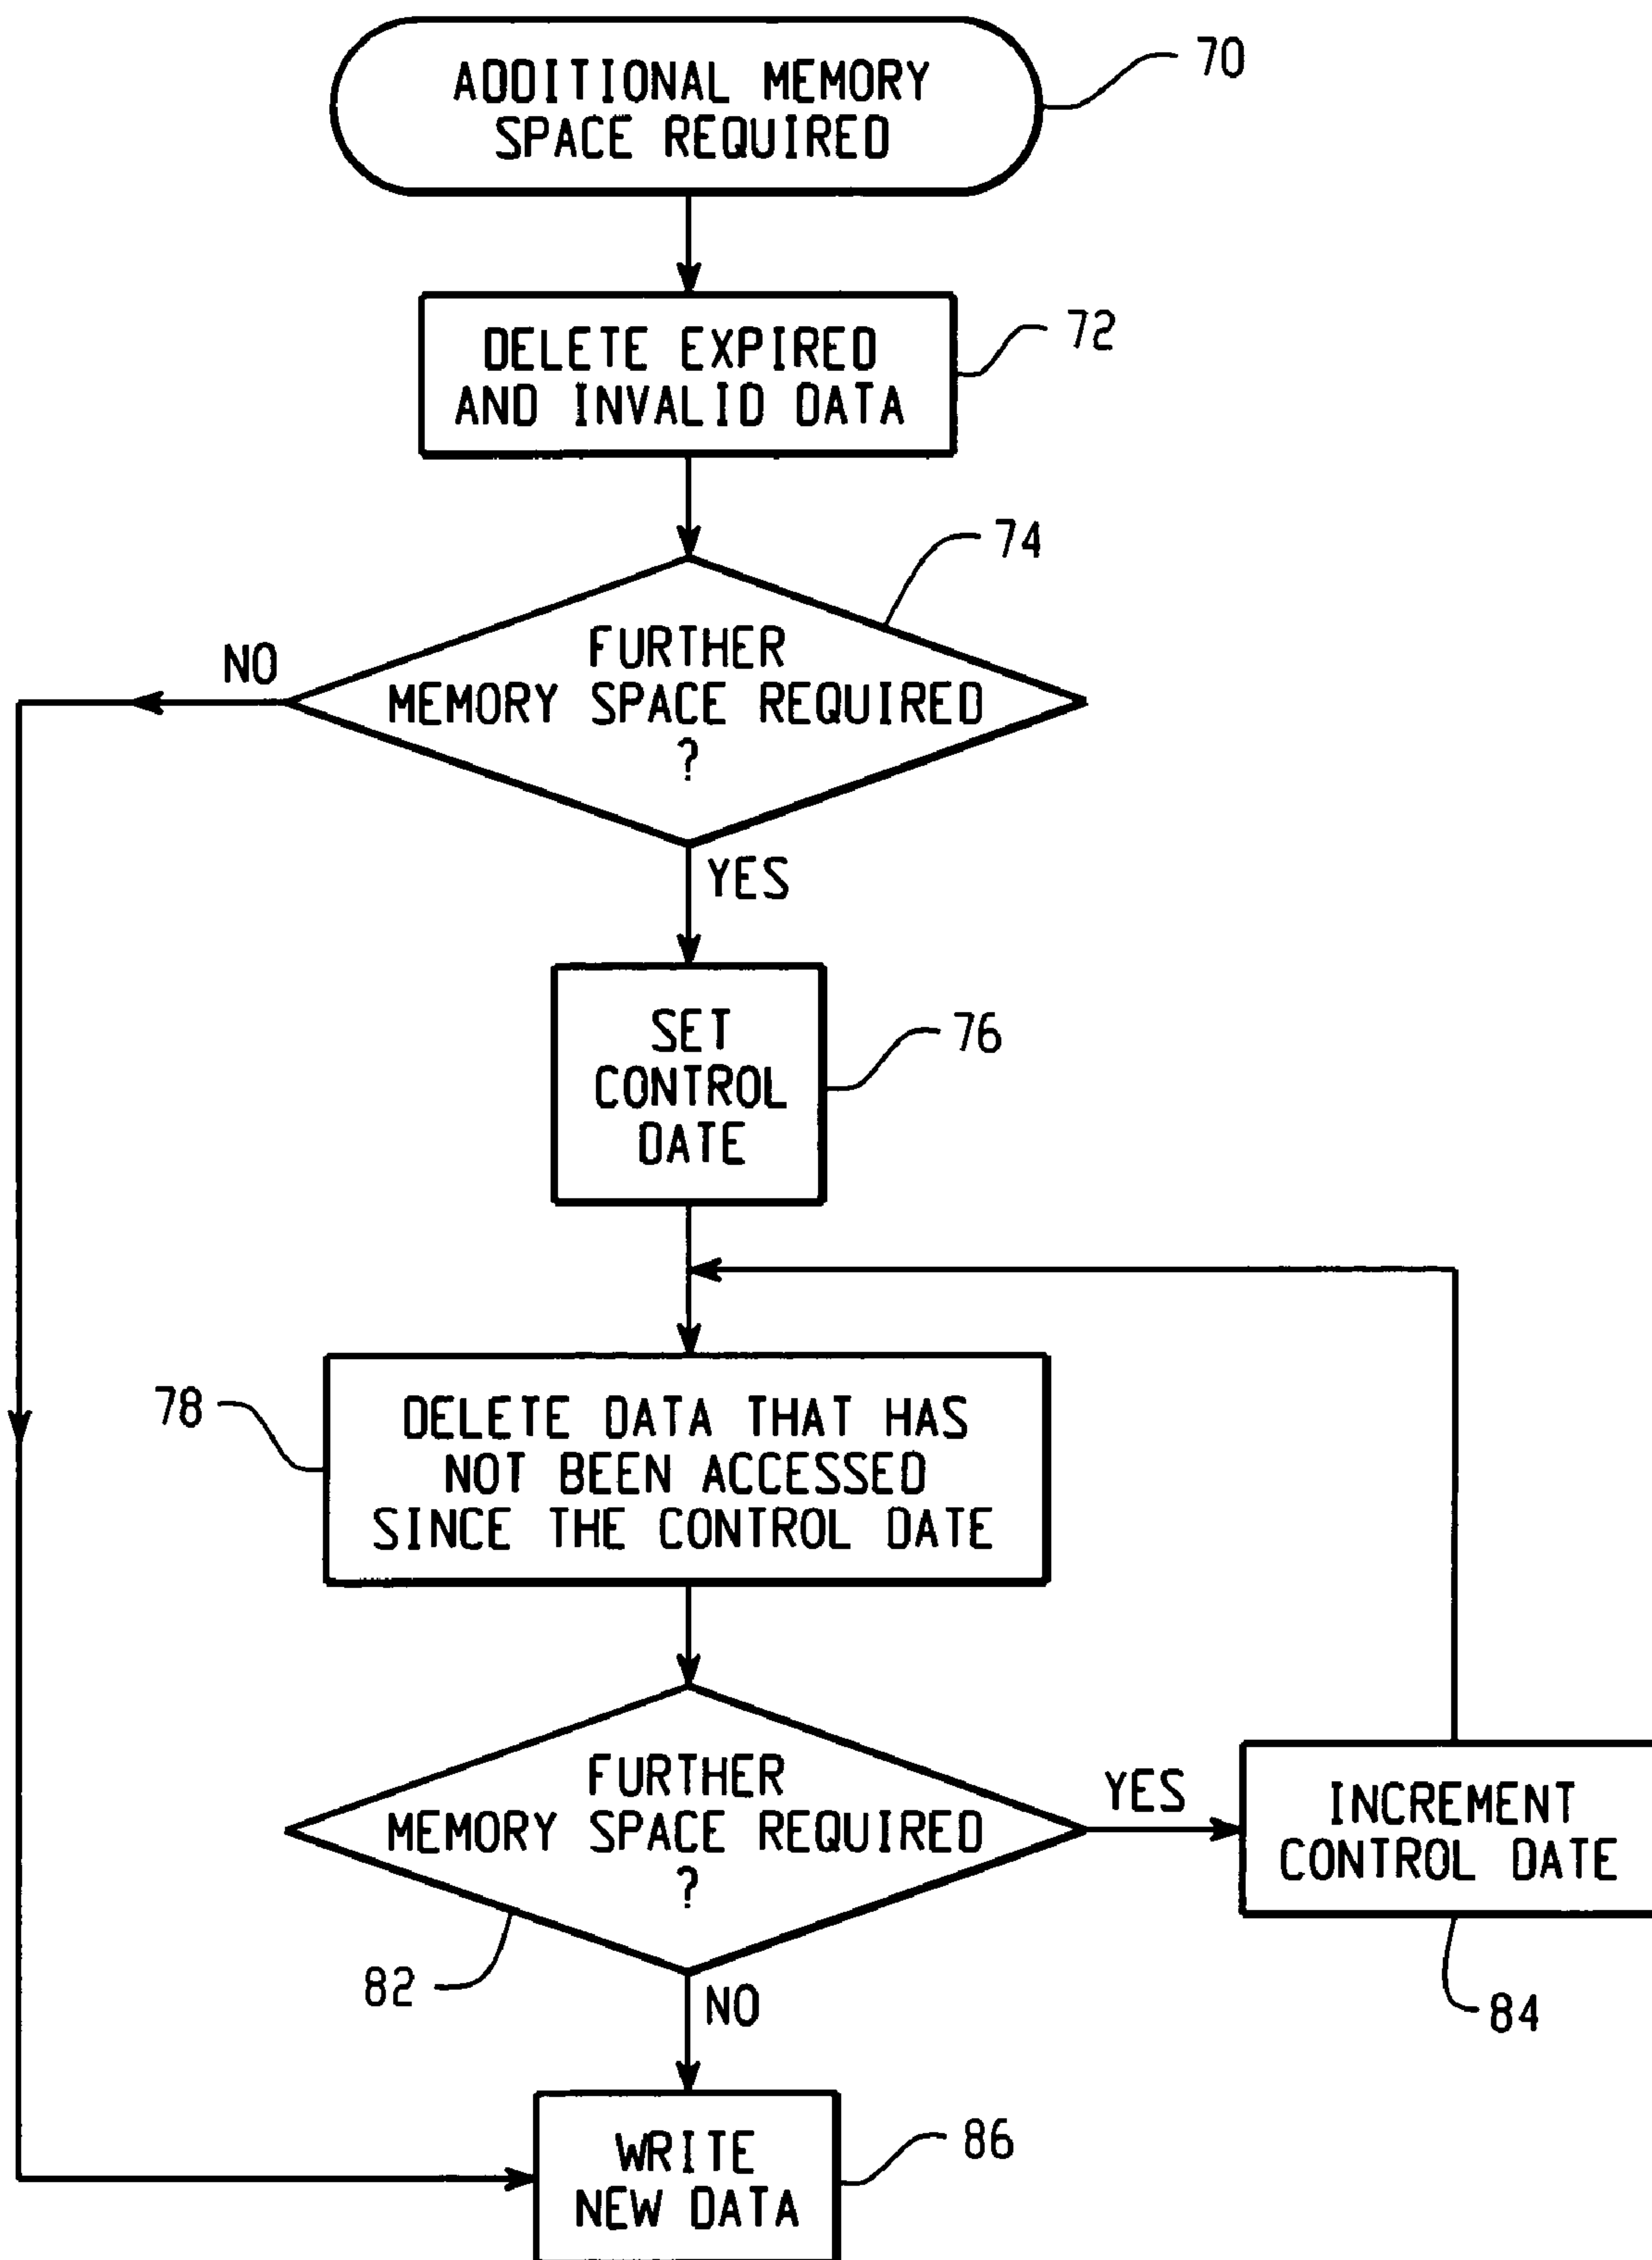 ADDITIONAL MEMORY
SPACE REQUIRED
70
DELETE EXPIRED
AND INVALID DATA
72
74
NO
FURTHER
MEMORY SPACE REQUIRED
?
YES
SET
CONTROL
DATE
76
78
DELETE DATA THAT HAS
NOT BEEN ACCESSED
SINCE THE CONTROL DATE
FURTHER
MEMORY SPACE REQUIRED
?
YES
INCREMENT
CONTROL DATE
82
NO
84
WRITE
NEW DATA
86